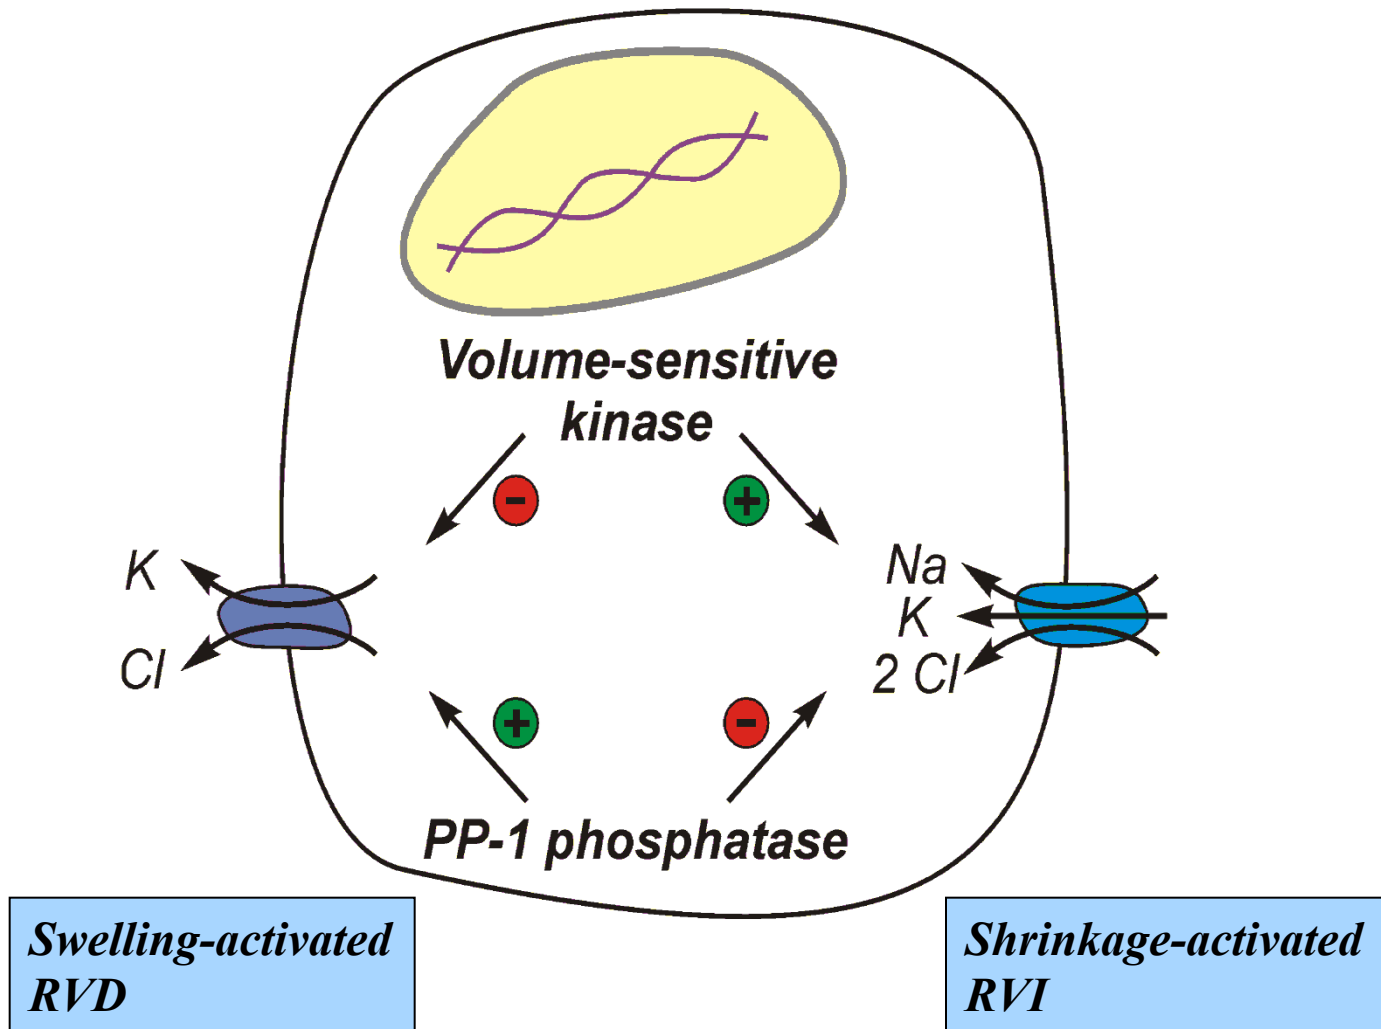 Volume-sensitive
kinase
-
+
K
Cl
Na
K
2 Cl
+
-
PP-1 phosphatase
Swelling-activated
RVD
Shrinkage-activated
RVI